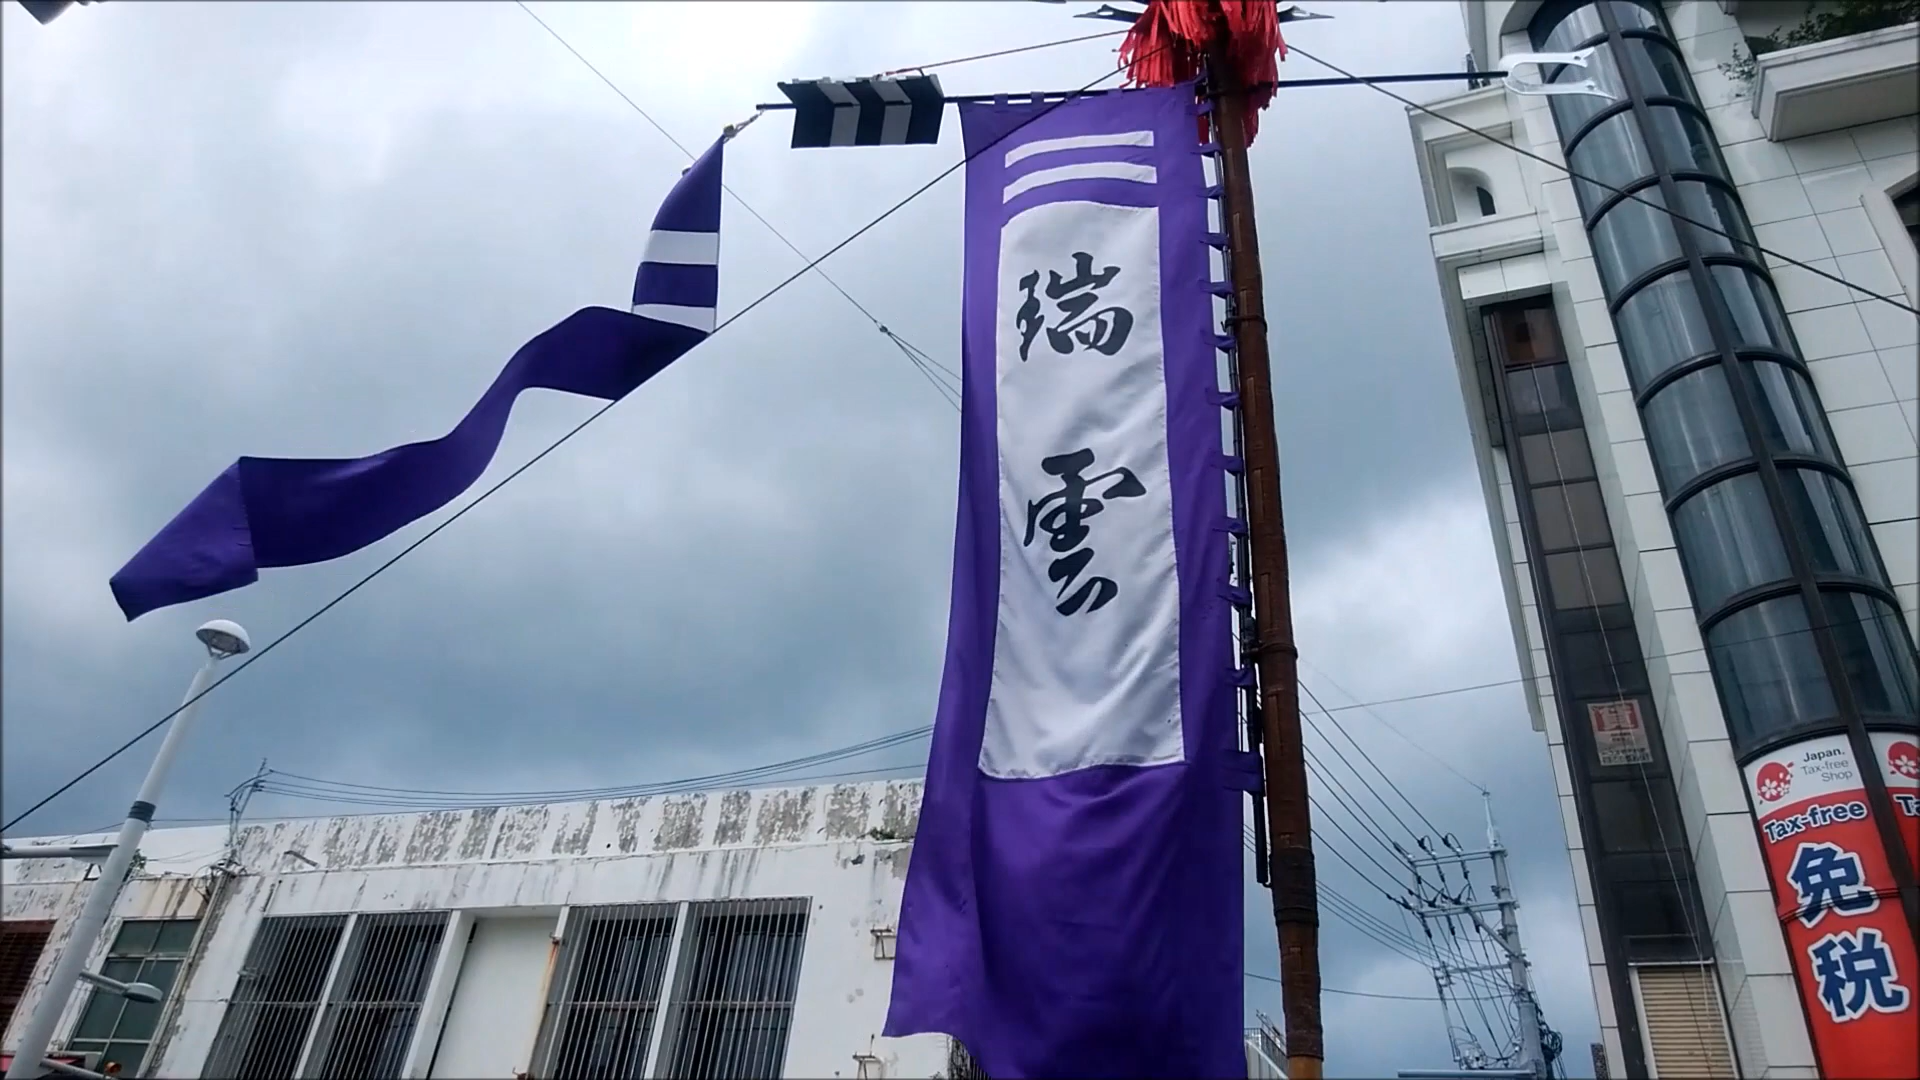 瑞雲
Japan.
Tax-free
Shop
Tax-free
免税